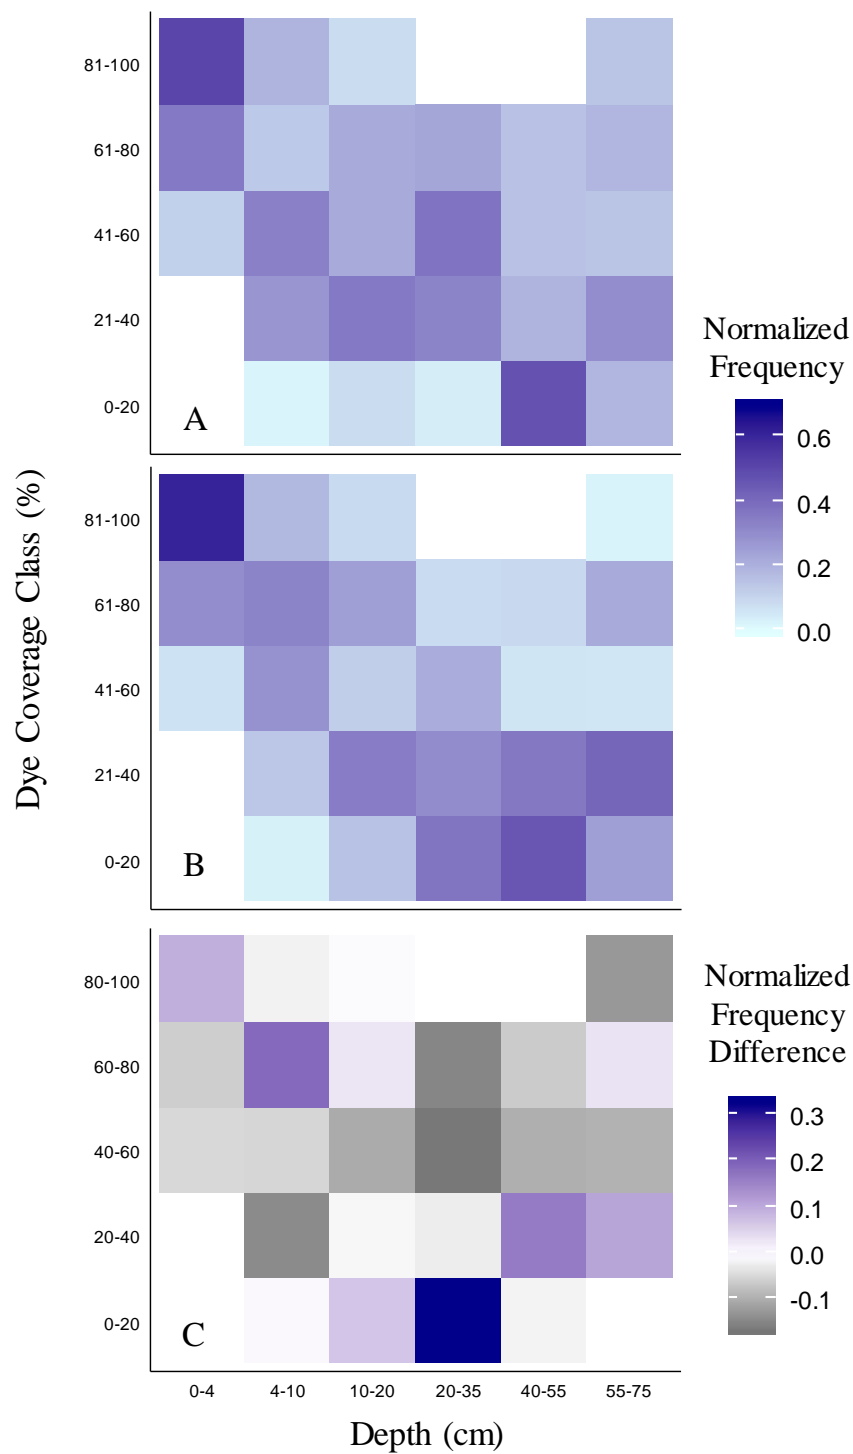 81-100
61-80
41-60
21-40
0-20
A
Normalized
Frequency
0.6
0.4
0.2
0.0
Dye Coverage Class (%)
81-100
61-80
41-60
21-40
0-20
B
80-100
60-80
40-60
20-40
0-20
C
Normalized
Frequency
Difference
0.3
0.2
0.1
0.0
-0.1
0-4 4-10 10-20 20-35 40-55 55-75
Depth (cm)